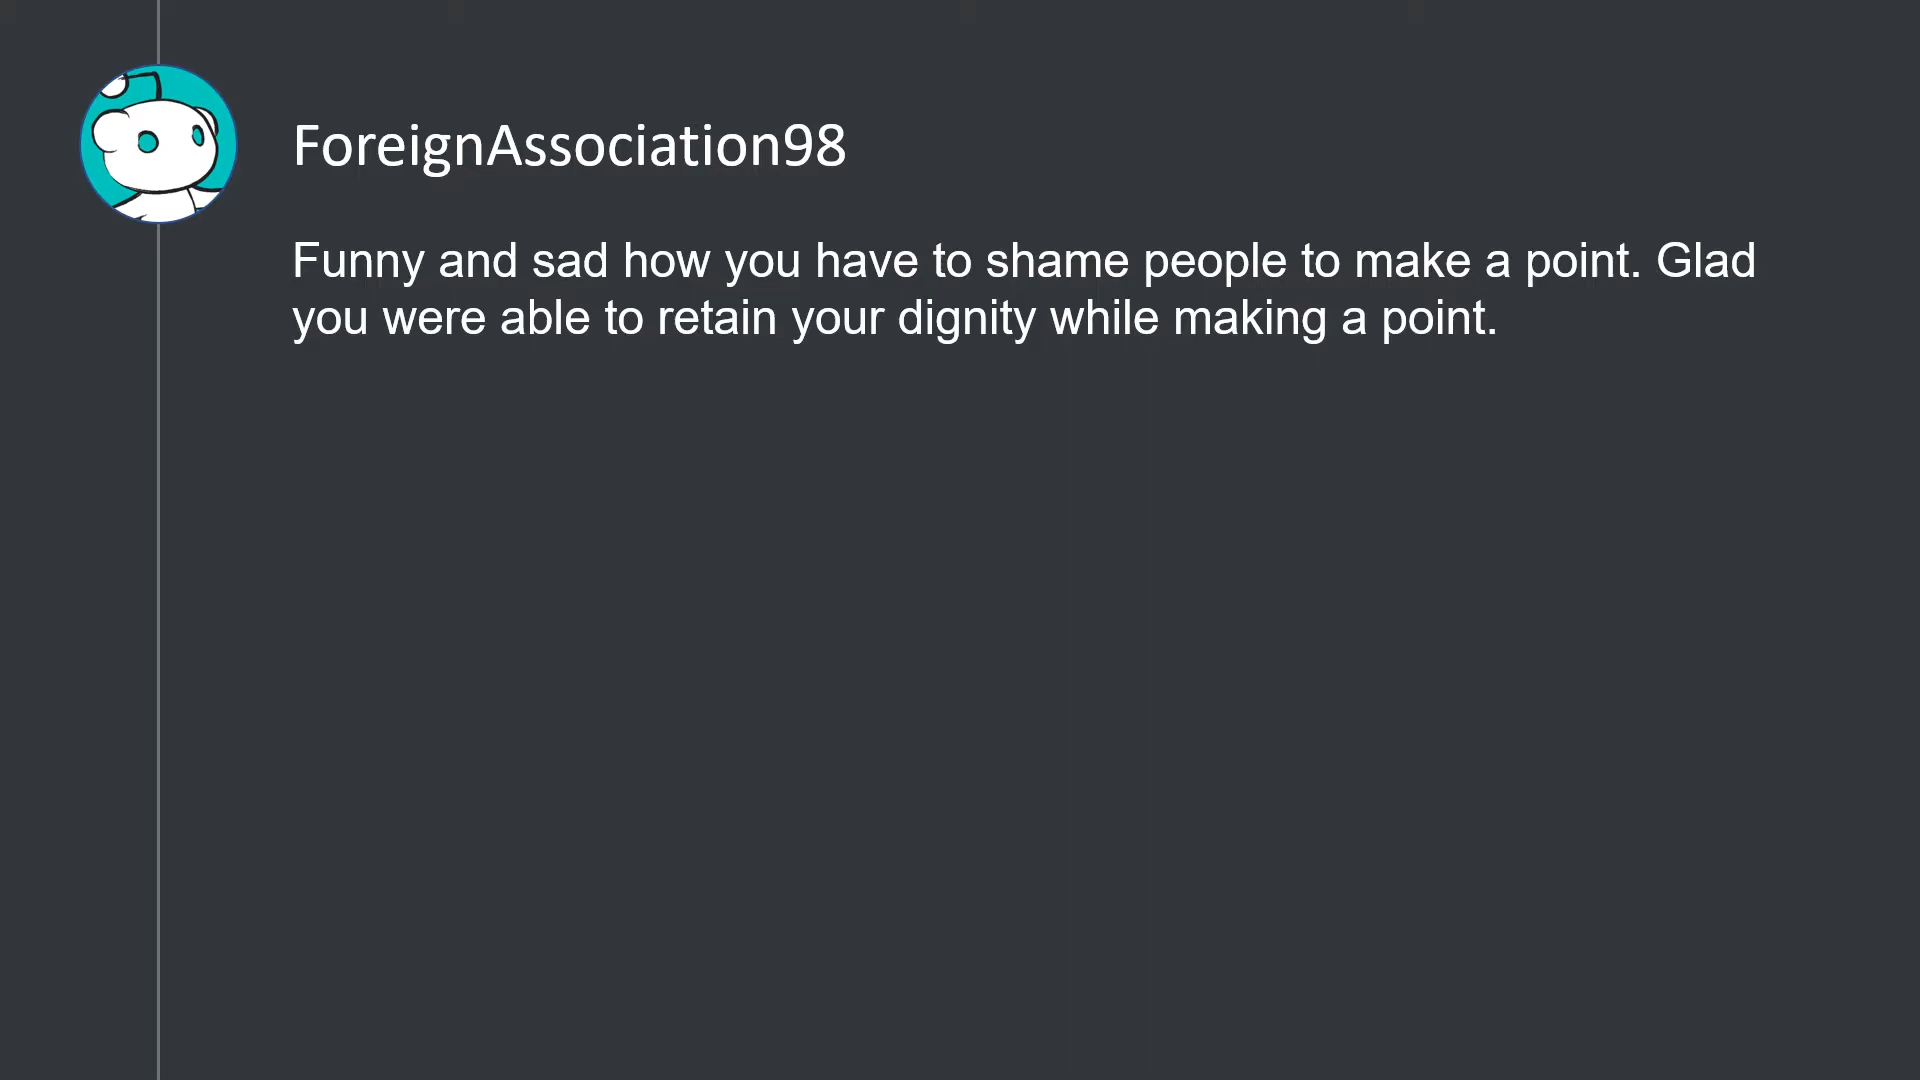 ForeignAssociation98
Funny and sad how you have to shame people to make a point. Glad
you were able to retain your dignity while making a point.